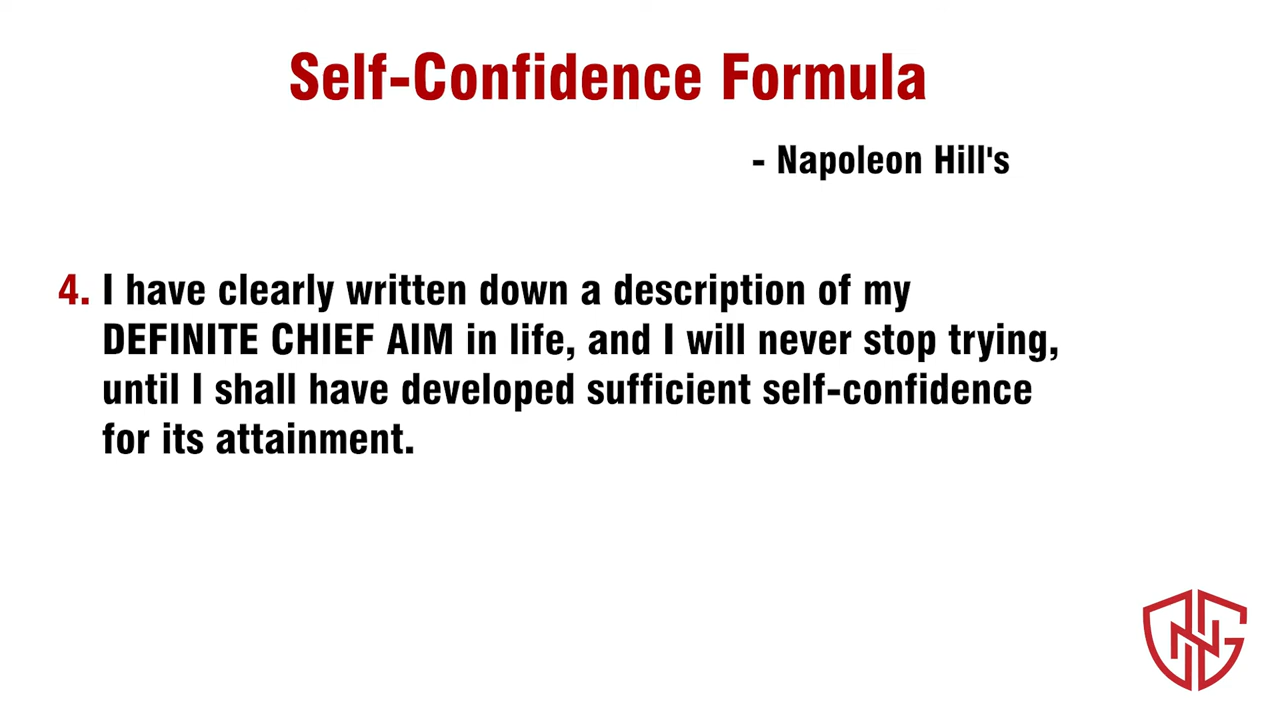 Self-Confidence Formula
- Napoleon Hill's
4. I have clearly written down a description of my
DEFINITE CHIEF AIM in life, and I will never stop trying,
until I shall have developed sufficient self-confidence
for its attainment.